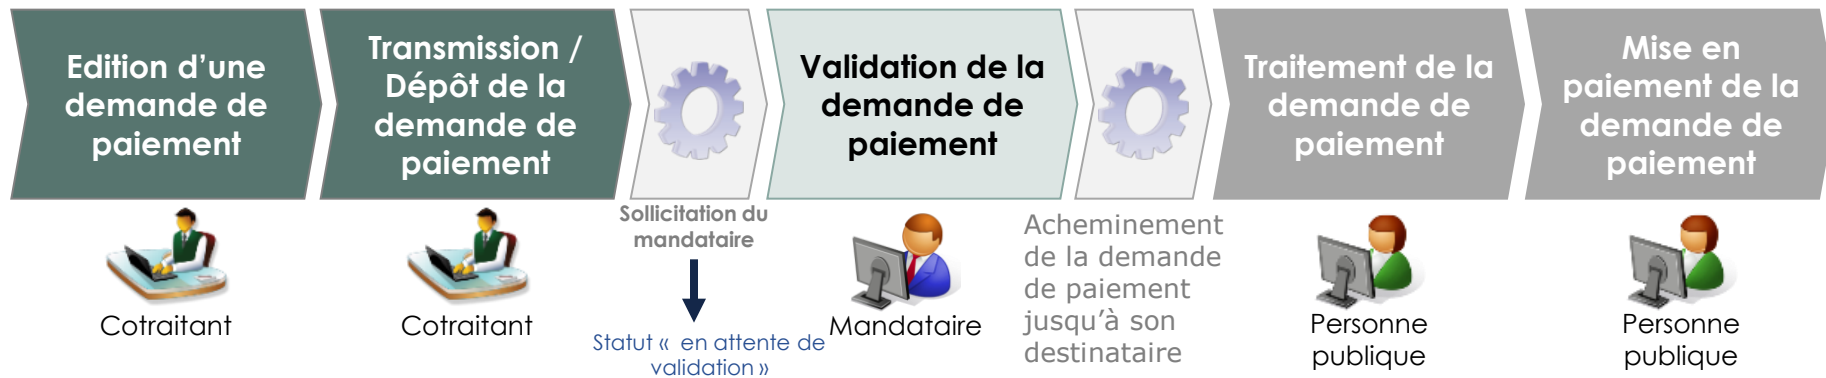 Edition d’une
demande de
paiement
Transmission /
Dépôt de la
demande de
paiement
Validation de la
demande de
paiement
Traitement de la
demande de
paiement
Mise en
paiement de la
demande de
paiement
Cotraitant
Cotraitant
Sollicitation du
mandataire
Statut « en attente de
validation »
Mandataire
Acheminement
de la demande
de paiement
jusqu’à son
destinataire
Personne
publique
Personne
publique